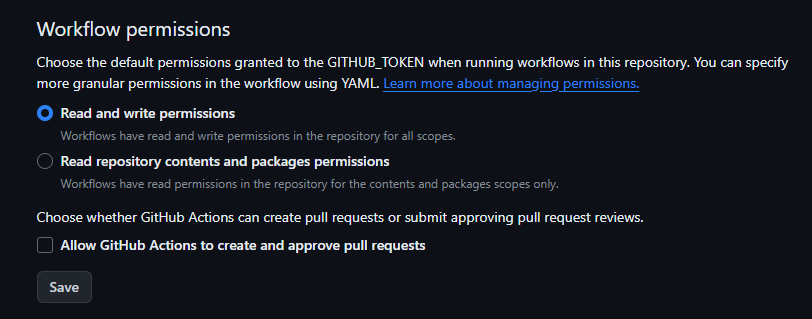 Workflow permissions
Choose the default permissions granted to the GITHUB_TOKEN when running workflows in this repository. You can specify
more granular permissions in the workflow using YAML. Learn more about managing permissions.
Read and write permissions
Workflows have read and write permissions in the repository for all scopes.
Read repository contents and packages permissions
Workflows have read permissions in the repository for the contents and packages scopes only.
Choose whether GitHub Actions can create pull requests or submit approving pull request reviews.
Allow GitHub Actions to create and approve pull requests
Save